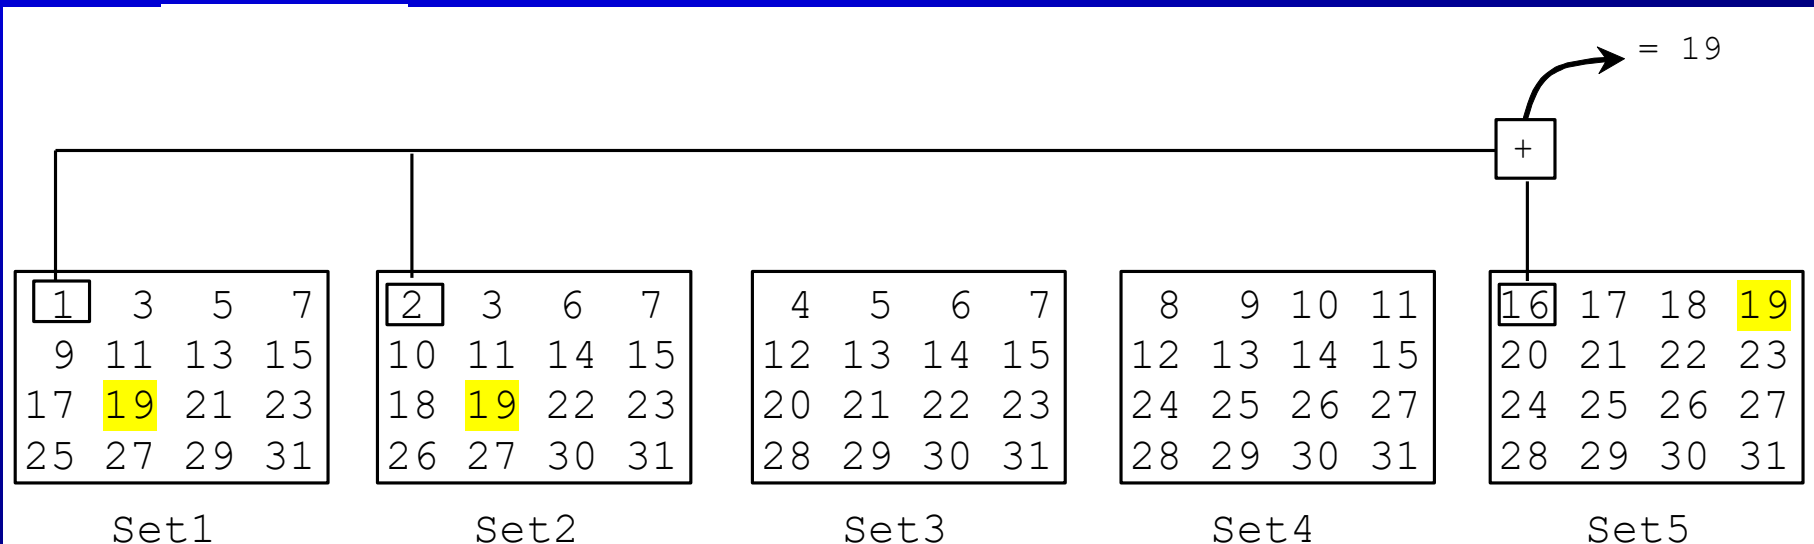 = 19
+
1 3 5 7
9 11 13 15
17 19 21 23
25 27 29 31
Set1
2 3 6 7
10 11 14 15
18 19 22 23
26 27 30 31
Set2
4 5 6 7
12 13 14 15
20 21 22 23
28 29 30 31
Set3
8 9 10 11
12 13 14 15
24 25 26 27
28 29 30 31
Set4
16 17 18 19
20 21 22 23
24 25 26 27
28 29 30 31
Set5